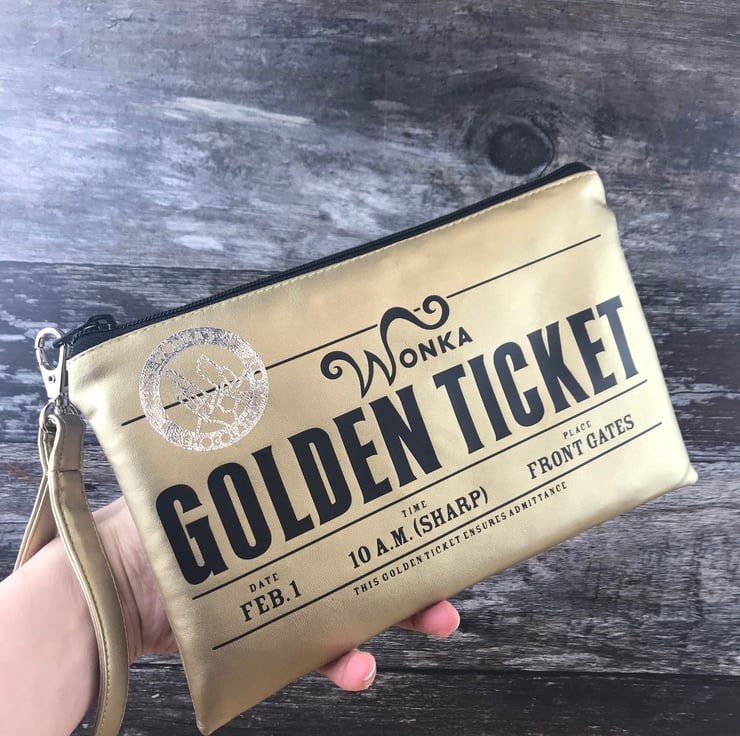 WONKA
GOLDEN TICKET
DATE
FEB.1
TIME
10 A.M.(SHARP)
PLACE
FRONT GATES
THIS GOLDEN TICKET ENSURES ADMITTANCE